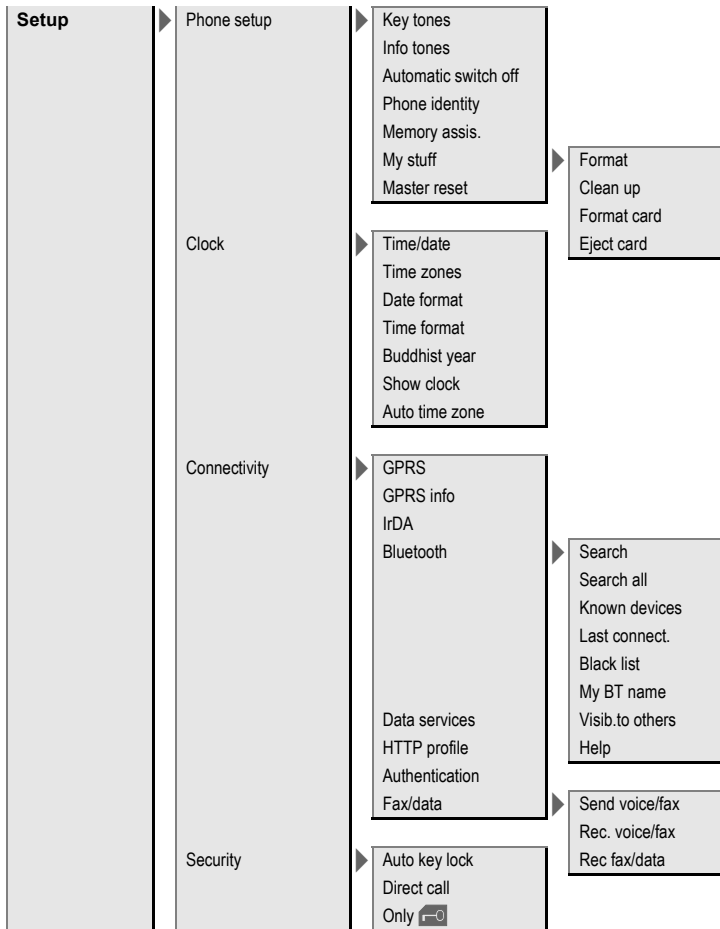 Setup
Phone setup
Key tones
Info tones
Automatic switch off
Phone identity
Memory assis.
My stuff
Format
Clean up
Format card
Eject card
Master reset
Clock
Time/date
Time zones
Date format
Time format
Buddhist year
Show clock
Auto time zone
Connectivity
GPRS
GPRS info
IrDA
Bluetooth
Search
Search all
Known devices
Last connect.
Black list
My BT name
Visib.to others
Help
Data services
HTTP profile
Authentication
Fax/data
Send voice/fax
Rec. voice/fax
Rec fax/data
Security
Auto key lock
Direct call
Only